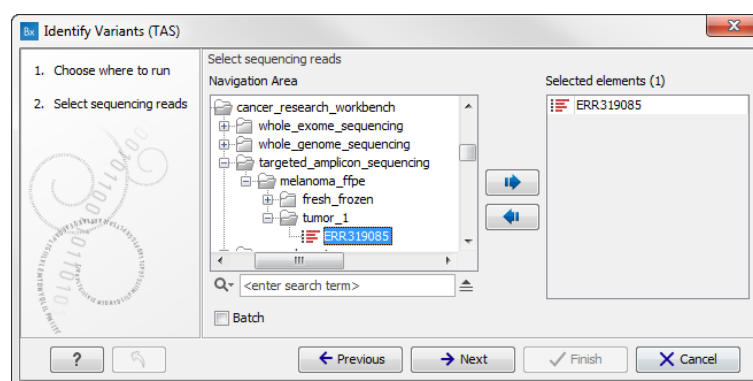 Bx Identify Variants (TAS)
1. Choose where to run
2. Select sequencing reads
Select sequencing reads
Navigation Area
cancer_research_workbench
whole_exome_sequencing
whole_genome_sequencing
targeted_amplicon_sequencing
melanoma_ffpe
fresh_frozen
tumor_1
ERR319085
<enter search term>
Batch
Selected elements (1)
ERR319085
?
Previous
Next
Finish
Cancel